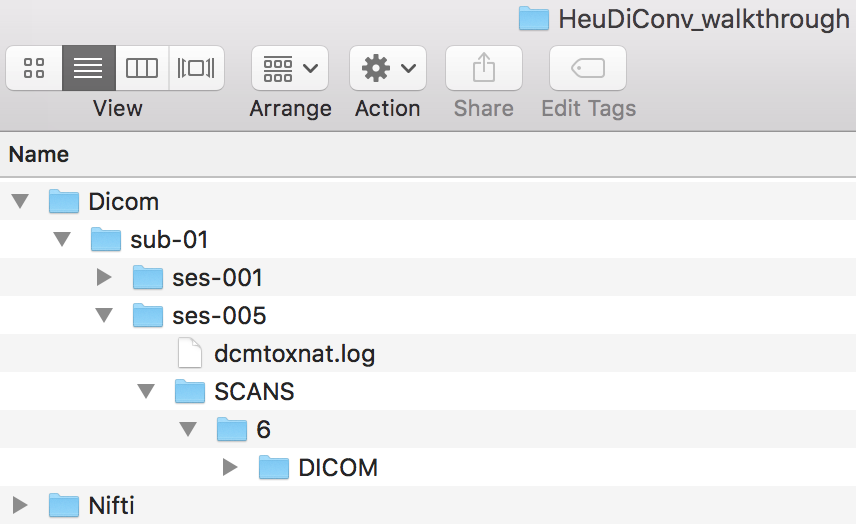 HeuDiConv_walkthrough
View Arrange Action Share Edit Tags
Name
Dicom
sub-01
ses-001
ses-005
dcmtoxnat.log
SCANS
6
DICOM
Nifti